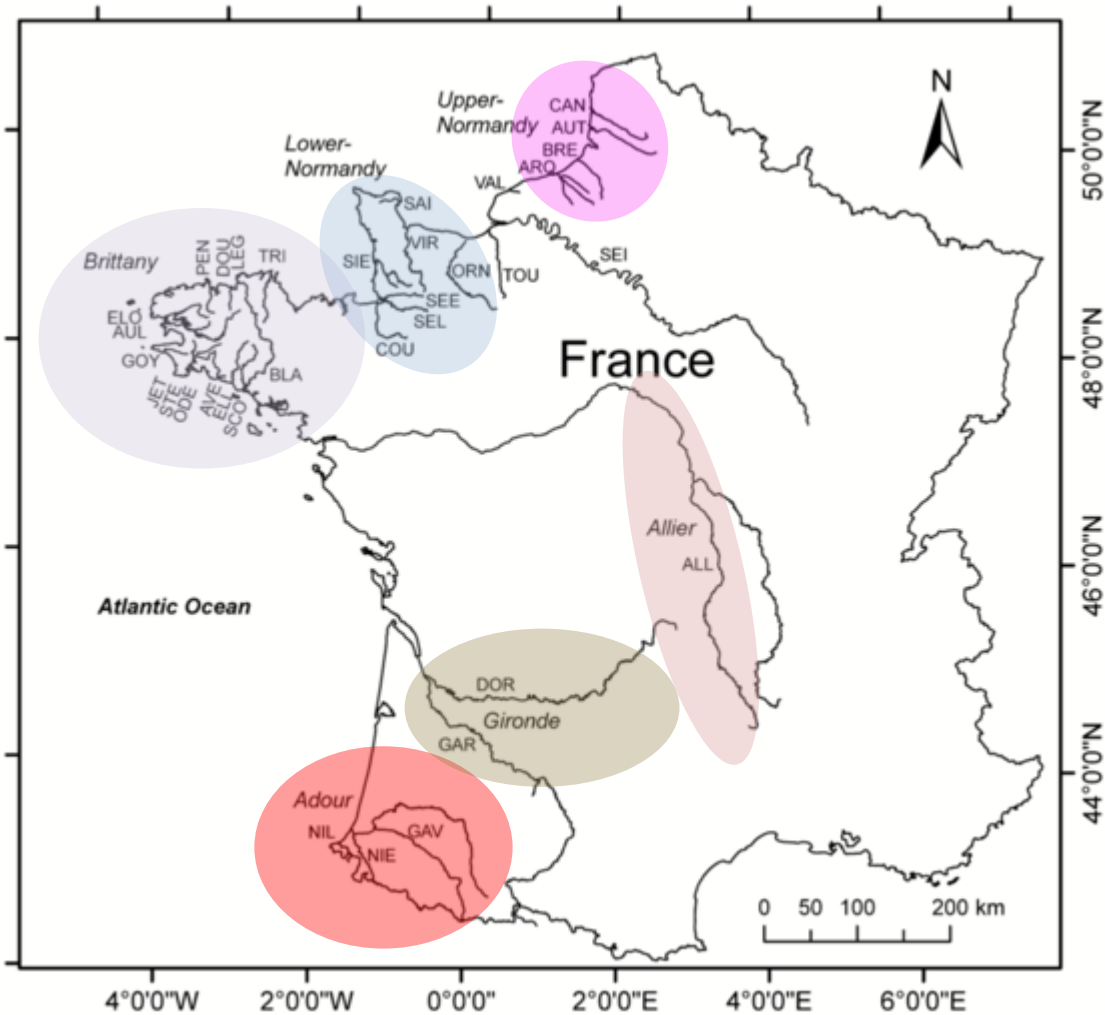 N
Upper-
Normandy
CAN
AUT
BRE
ARQ
VAL
Lower-
Normandy
SAI
VIR
SIE
ORN
TOU
SEI
SEE
SEL
COU
Brittany
PEN
DOU
LEG
TRI
ELO
AUL
GOY
JET
STE
ODE
AVE
ELL
SCO
BLA
France
Allier
ALL
Atlantic Ocean
DOR
Gironde
GAR
Adour
NIL
GAV
NIE
0 50 100 200 km
50°0'0"N
48°0'0"N
46°0'0"N
44°0'0"N
4°0'0"W 2°0'0"W 0°0'0" 2°0'0"E 4°0'0"E 6°0'0"E